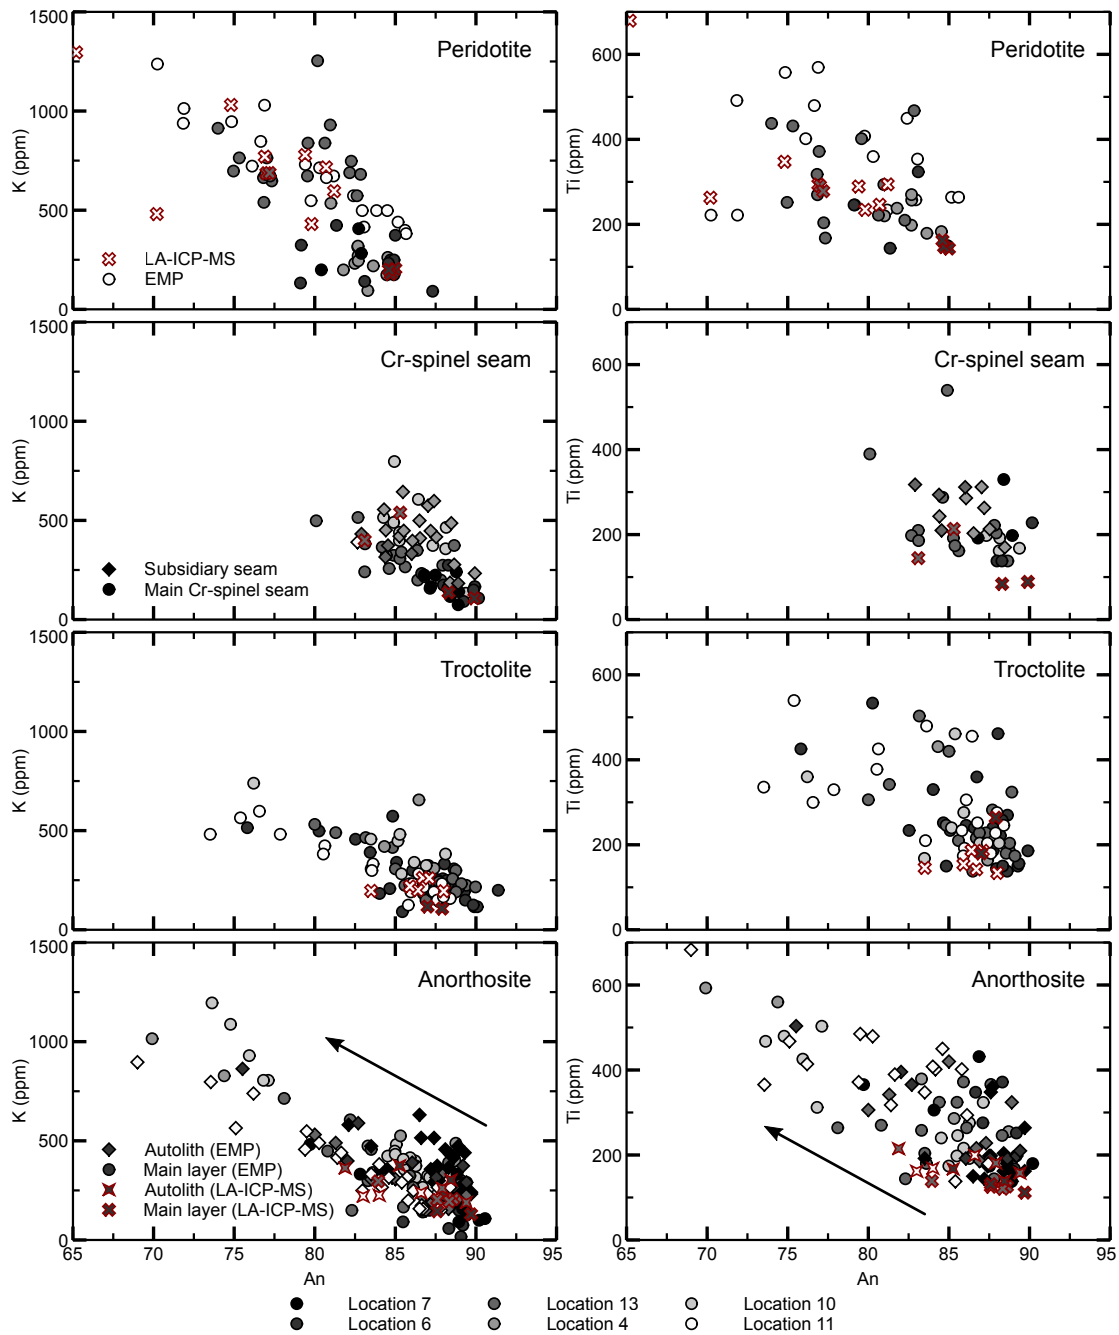 1500
Peridotite
1000
K (ppm)
500
LA-ICP-MS
EMP
0
600
Peridotite
400
Ti (ppm)
200
0
1500
Cr-spinel seam
1000
K (ppm)
500
Subsidiary seam
Main Cr-spinel seam
0
600
Cr-spinel seam
400
Ti (ppm)
200
0
1500
Troctolite
1000
K (ppm)
500
0
600
Troctolite
400
Ti (ppm)
200
0
1500
Anorthosite
1000
K (ppm)
500
Autolith (EMP)
Main layer (EMP)
Autolith (LA-ICP-MS)
Main layer (LA-ICP-MS)
0
65 70 75 80 85 90 95
An
600
Anorthosite
400
Ti (ppm)
200
0
65 70 75 80 85 90 95
An
Location 7 Location 13 Location 10
Location 6 Location 4 Location 11